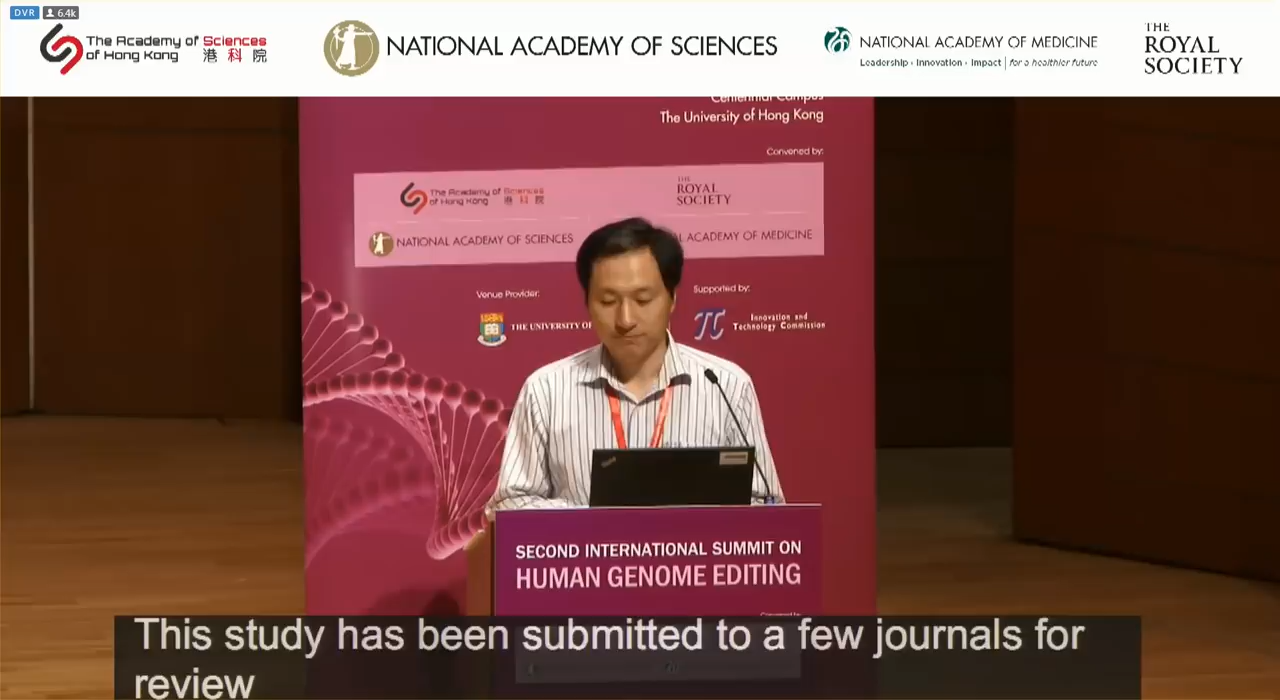 DVR 6.4k
The Academy of Sciences
of Hong Kong 港科院
NATIONAL ACADEMY OF SCIENCES
NATIONAL ACADEMY OF MEDICINE
Leadership · Innovation · Impact | for a healthier future
THE
ROYAL
SOCIETY
Centennial Campus
The University of Hong Kong
Convened by:
The Academy of Sciences
of Hong Kong 港科院
THE
ROYAL
SOCIETY
NATIONAL ACADEMY OF SCIENCES
L ACADEMY OF MEDICINE
Venue Provider:
THE UNIVERSITY OF
Supported by:
Innovation and
Technology Commission
SECOND INTERNATIONAL SUMMIT ON
HUMAN GENOME EDITING
Convened by:
This study has been submitted to a few journals for
review